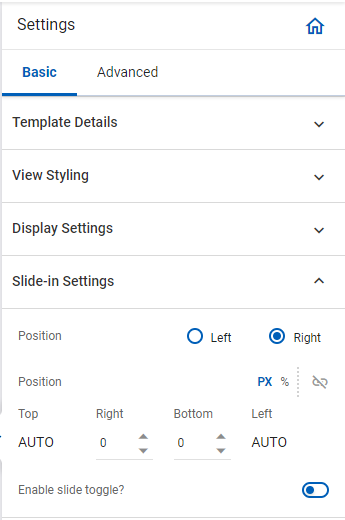 Settings
Basic Advanced
Template Details
View Styling
Display Settings
Slide-in Settings
Position Left Right
Position PX %
Top Right Bottom Left
AUTO 0 0 AUTO
Enable slide toggle?